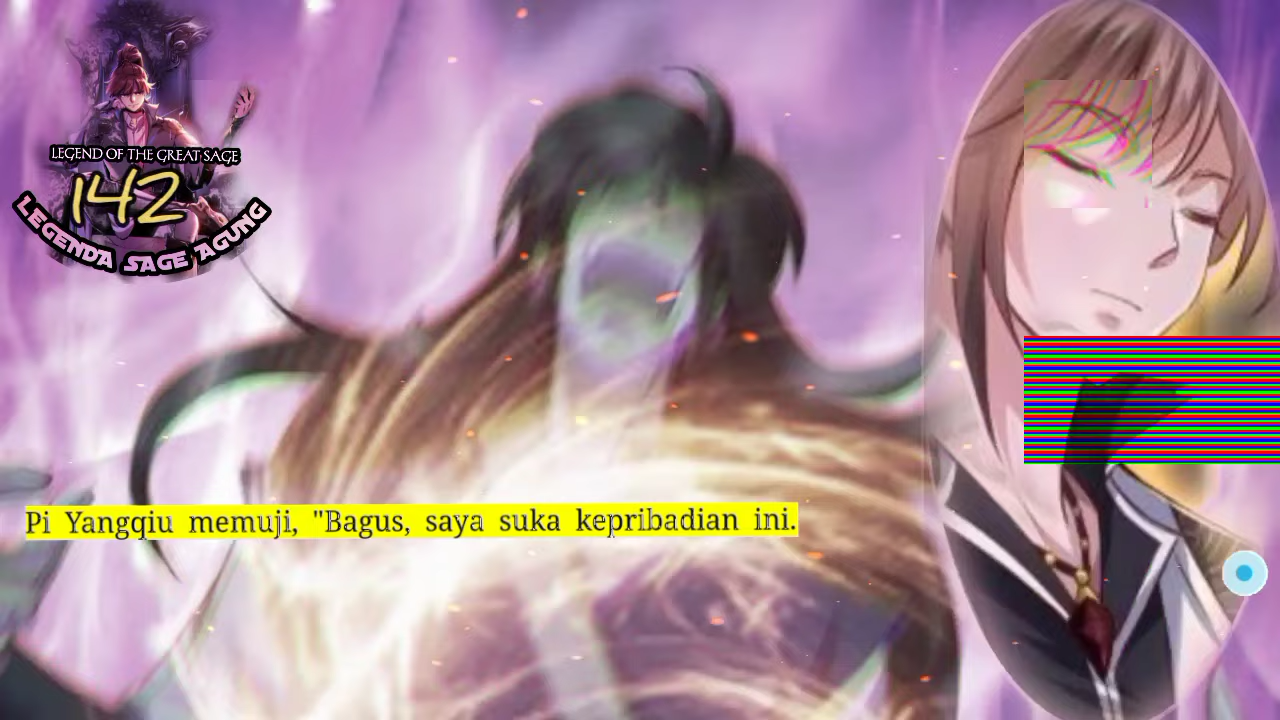 LEGEND OF THE GREAT SAGE
142
LEGENDA SAGE AGUNG
Pi Yangqiu memuji, "Bagus, saya suka kepribadian ini.